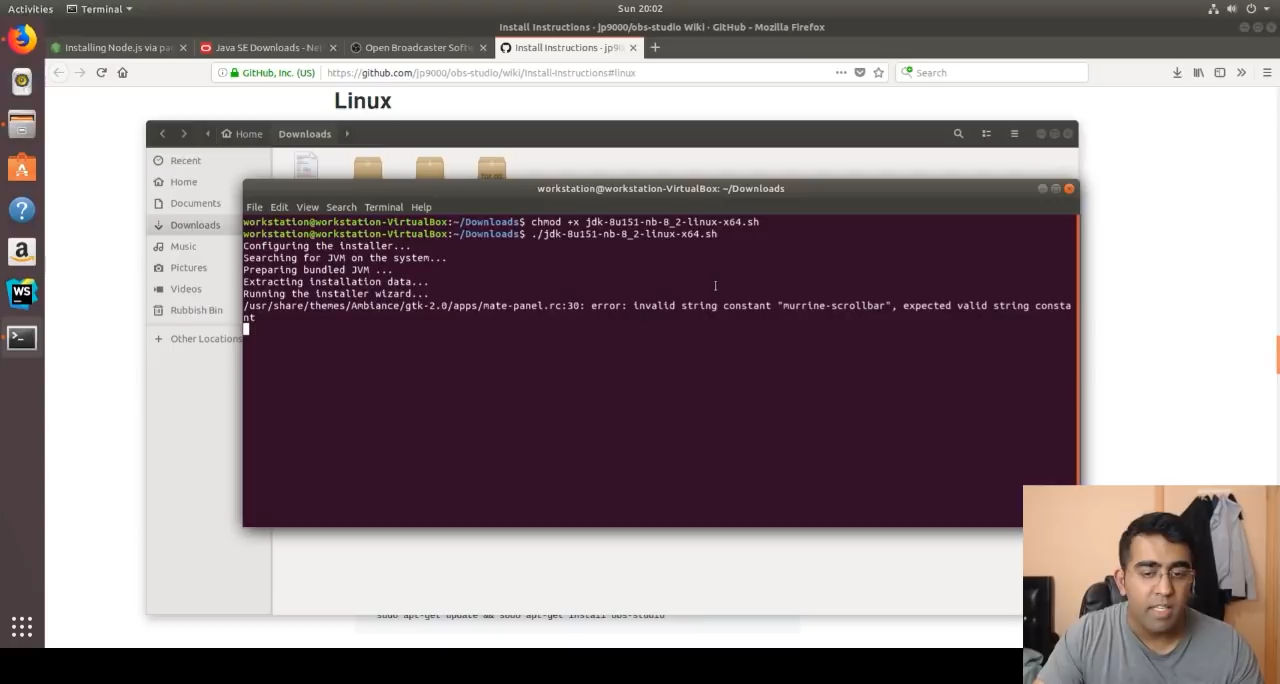 Activities Terminal Sun 20:02
Install Instructions · jp9000/obs-studio Wiki · GitHub - Mozilla Firefox
Installing Node.js via pa Java SE Downloads - Ne Open Broadcaster Soft Install Instructions · jp9
GitHub, Inc. (US) https://github.com/jp9000/obs-studio/wiki/Install-Instructions#linux Search
Linux
Home Downloads
Recent
Home
Documents
Downloads
Music
Pictures
Videos
Rubbish Bin
Other Locations
workstation@workstation-VirtualBox: ~/Downloads
File Edit View Search Terminal Help
workstation@workstation-VirtualBox:~/Downloads$ chmod +x jdk-8u151-nb-8_2-linux-x64.sh
workstation@workstation-VirtualBox:~/Downloads$ ./jdk-8u151-nb-8_2-linux-x64.sh
Configuring the installer...
Searching for JVM on the system...
Preparing bundled JVM ...
Extracting installation data...
Running the installer wizard...
/usr/share/themes/Ambiance/gtk-2.0/apps/mate-panel.rc:30: error: invalid string constant "murrine-scrollbar", expected valid string consta
nt
sudo apt-get update && sudo apt-get install obs-studio
WS